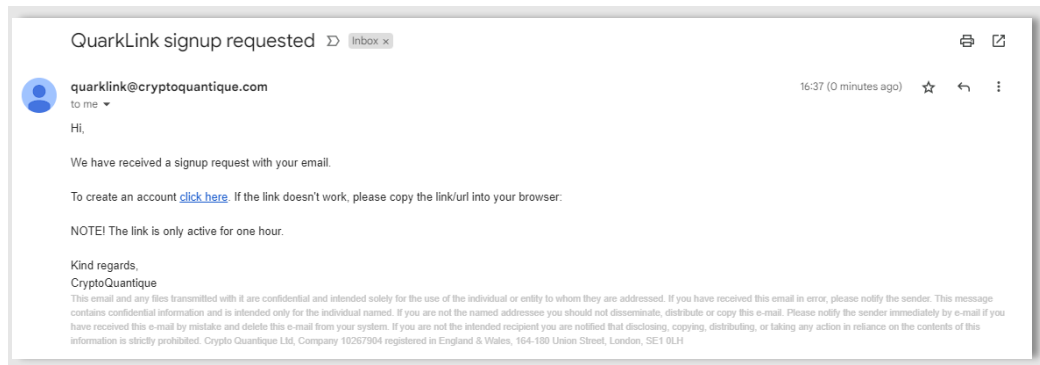 QuarkLink signup requested Inbox ×
quarklink@cryptoquantique.com 16:37 (0 minutes ago)
to me
Hi,
We have received a signup request with your email.
To create an account click here. If the link doesn't work, please copy the link/url into your browser:
NOTE! The link is only active for one hour.
Kind regards,
CryptoQuantique
This email and any files transmitted with it are confidential and intended solely for the use of the individual or entity to whom they are addressed. If you have received this email in error, please notify the sender. This message
contains confidential information and is intended only for the individual named. If you are not the named addressee you should not disseminate, distribute or copy this e-mail. Please notify the sender immediately by e-mail if you
have received this e-mail by mistake and delete this e-mail from your system. If you are not the intended recipient you are notified that disclosing, copying, distributing, or taking any action in reliance on the contents of this
information is strictly prohibited. Crypto Quantique Ltd, Company 10267904 registered in England & Wales, 164-180 Union Street, London, SE1 0LH